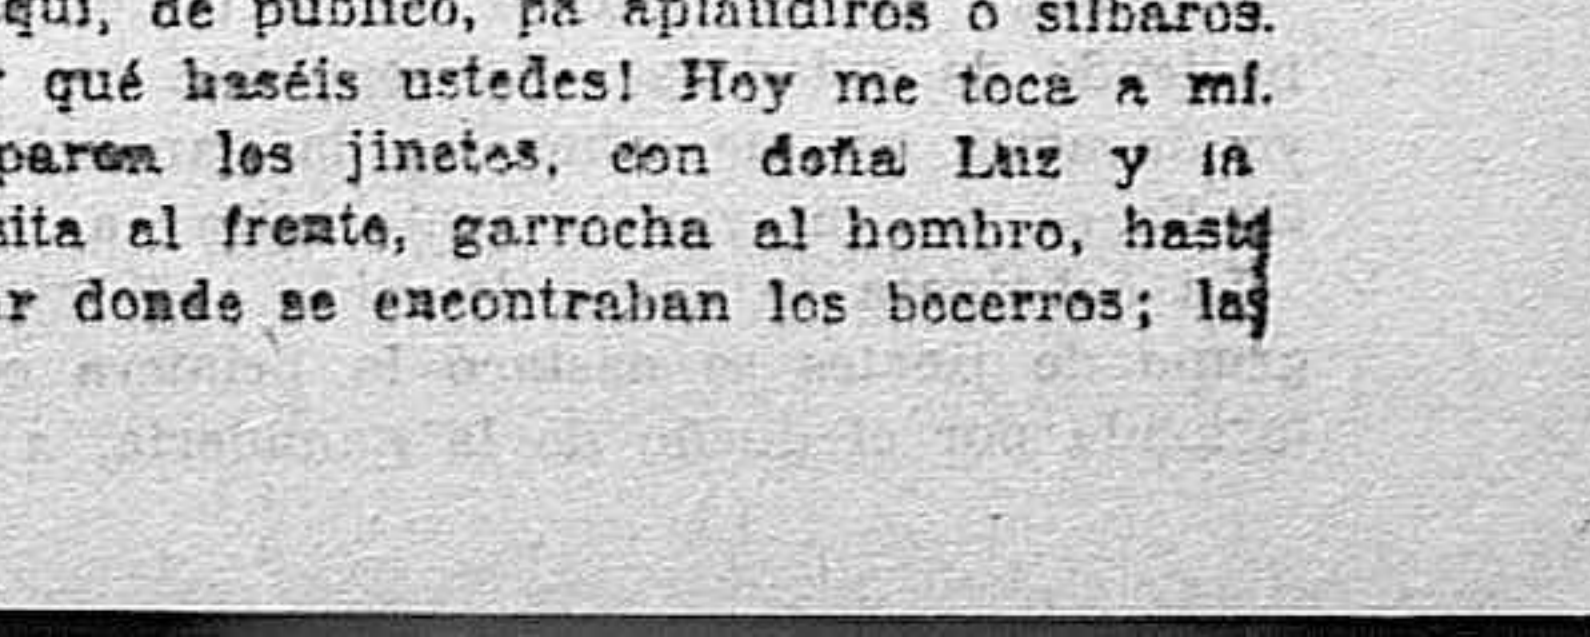 qui, de público, pa aplaudiros o silbaros.
qué haséis ustedes! Hoy me toca a mí.
paron los jinetes, con doña Luz y la
sita al frente, garrocha al hombro, hasta
r donde se encontraban los becerros; las